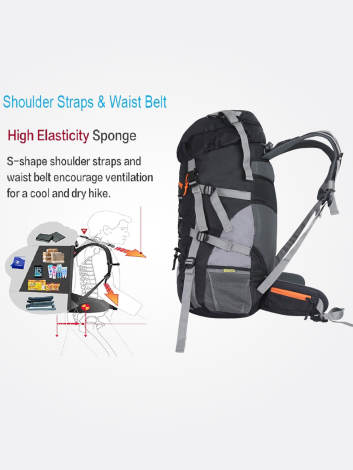 Shoulder Straps & Waist Belt
High Elasticity Sponge
S-shape shoulder straps and
waist belt encourage ventilation
for a cool and dry hike.